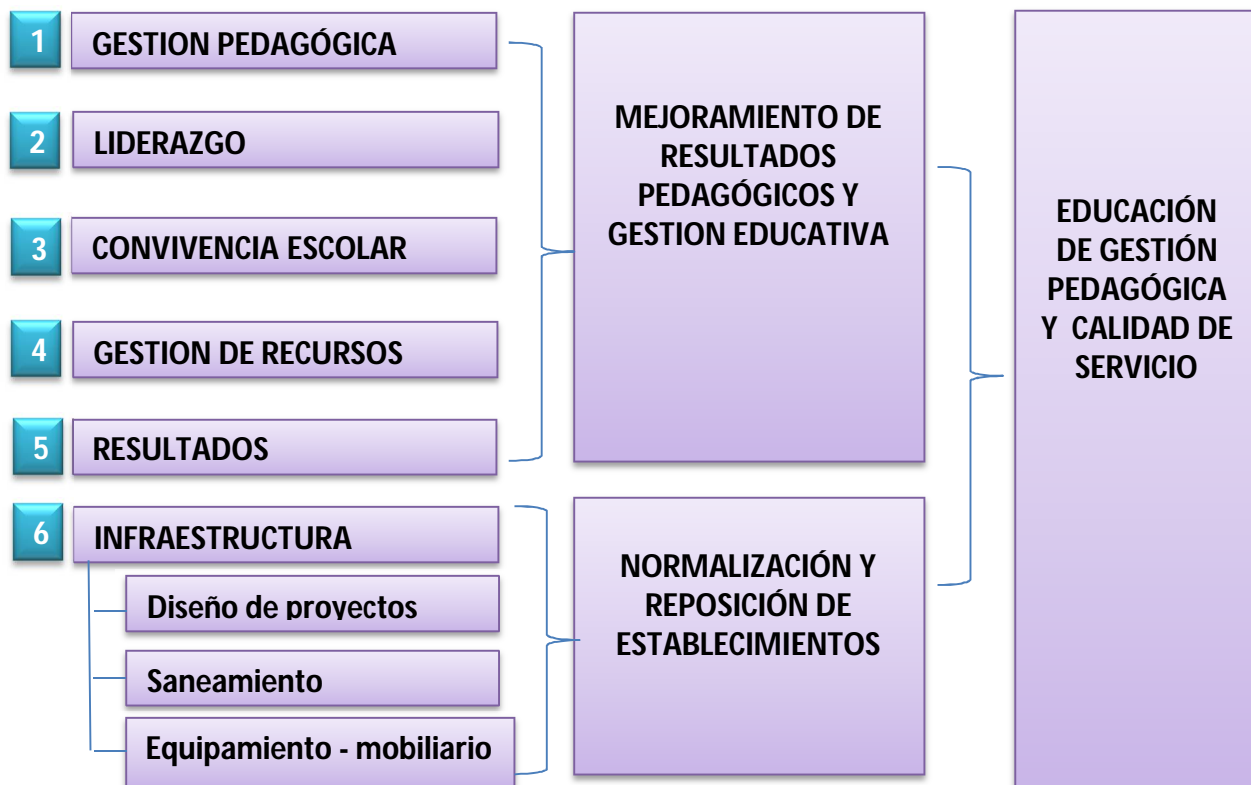 1 GESTION PEDAGÓGICA
2 LIDERAZGO
3 CONVIVENCIA ESCOLAR
4 GESTION DE RECURSOS
5 RESULTADOS
6 INFRAESTRUCTURA
Diseño de proyectos
Saneamiento
Equipamiento - mobiliario
MEJORAMIENTO DE
RESULTADOS
PEDAGÓGICOS Y
GESTION EDUCATIVA
NORMALIZACIÓN Y
REPOSICIÓN DE
ESTABLECIMIENTOS
EDUCACIÓN
DE GESTIÓN
PEDAGÓGICA
Y CALIDAD DE
SERVICIO